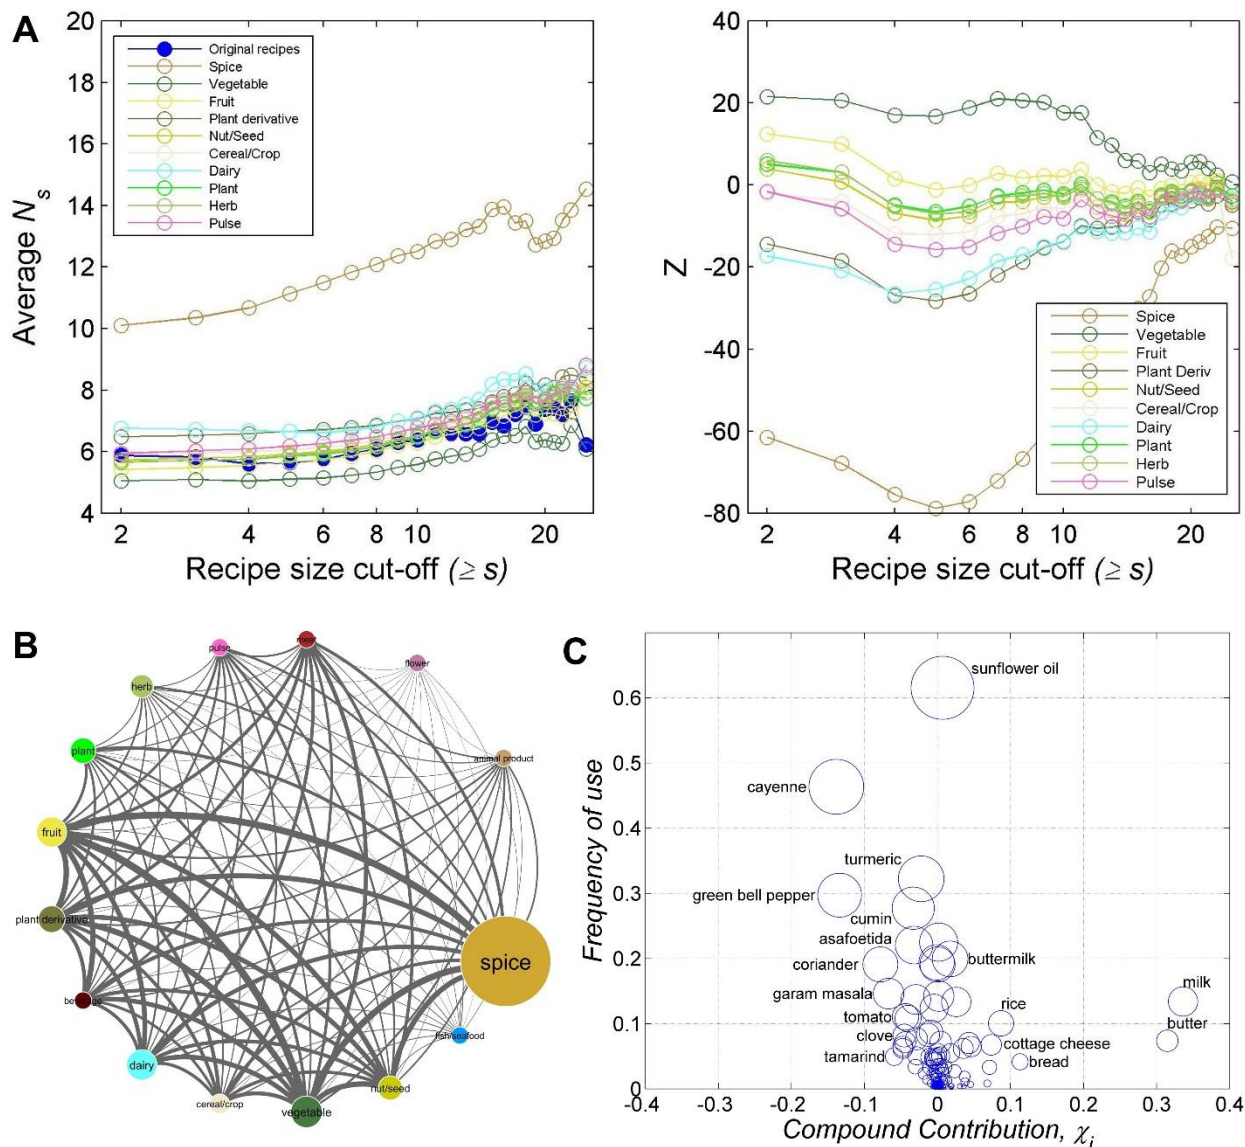 A
20
18
16
14
12
10
8
6
4
Average Ns
Original recipes
Spice
Vegetable
Fruit
Plant derivative
Nut/Seed
Cereal/Crop
Dairy
Plant
Herb
Pulse
2 4 6 8 10 20
Recipe size cut-off (≥ s)
40
20
0
-20
-40
-60
-80
Z
Spice
Vegetable
Fruit
Plant Deriv
Nut/Seed
Cereal/Crop
Dairy
Plant
Herb
Pulse
2 4 6 8 10 20
Recipe size cut-off (≥ s)
B
meat
pulse
flower
herb
animal product
plant
fruit
plant derivative
spice
beverage
fish/seafood
dairy
nut/seed
cereal/crop
vegetable
C
Frequency of use
0.6
0.5
0.4
0.3
0.2
0.1
0
sunflower oil
cayenne
turmeric
green bell pepper
cumin
asafoetida
buttermilk
coriander
garam masala
milk
rice
tomato
butter
clove
cottage cheese
tamarind
bread
-0.4 -0.3 -0.2 -0.1 0 0.1 0.2 0.3 0.4
Compound Contribution, χi